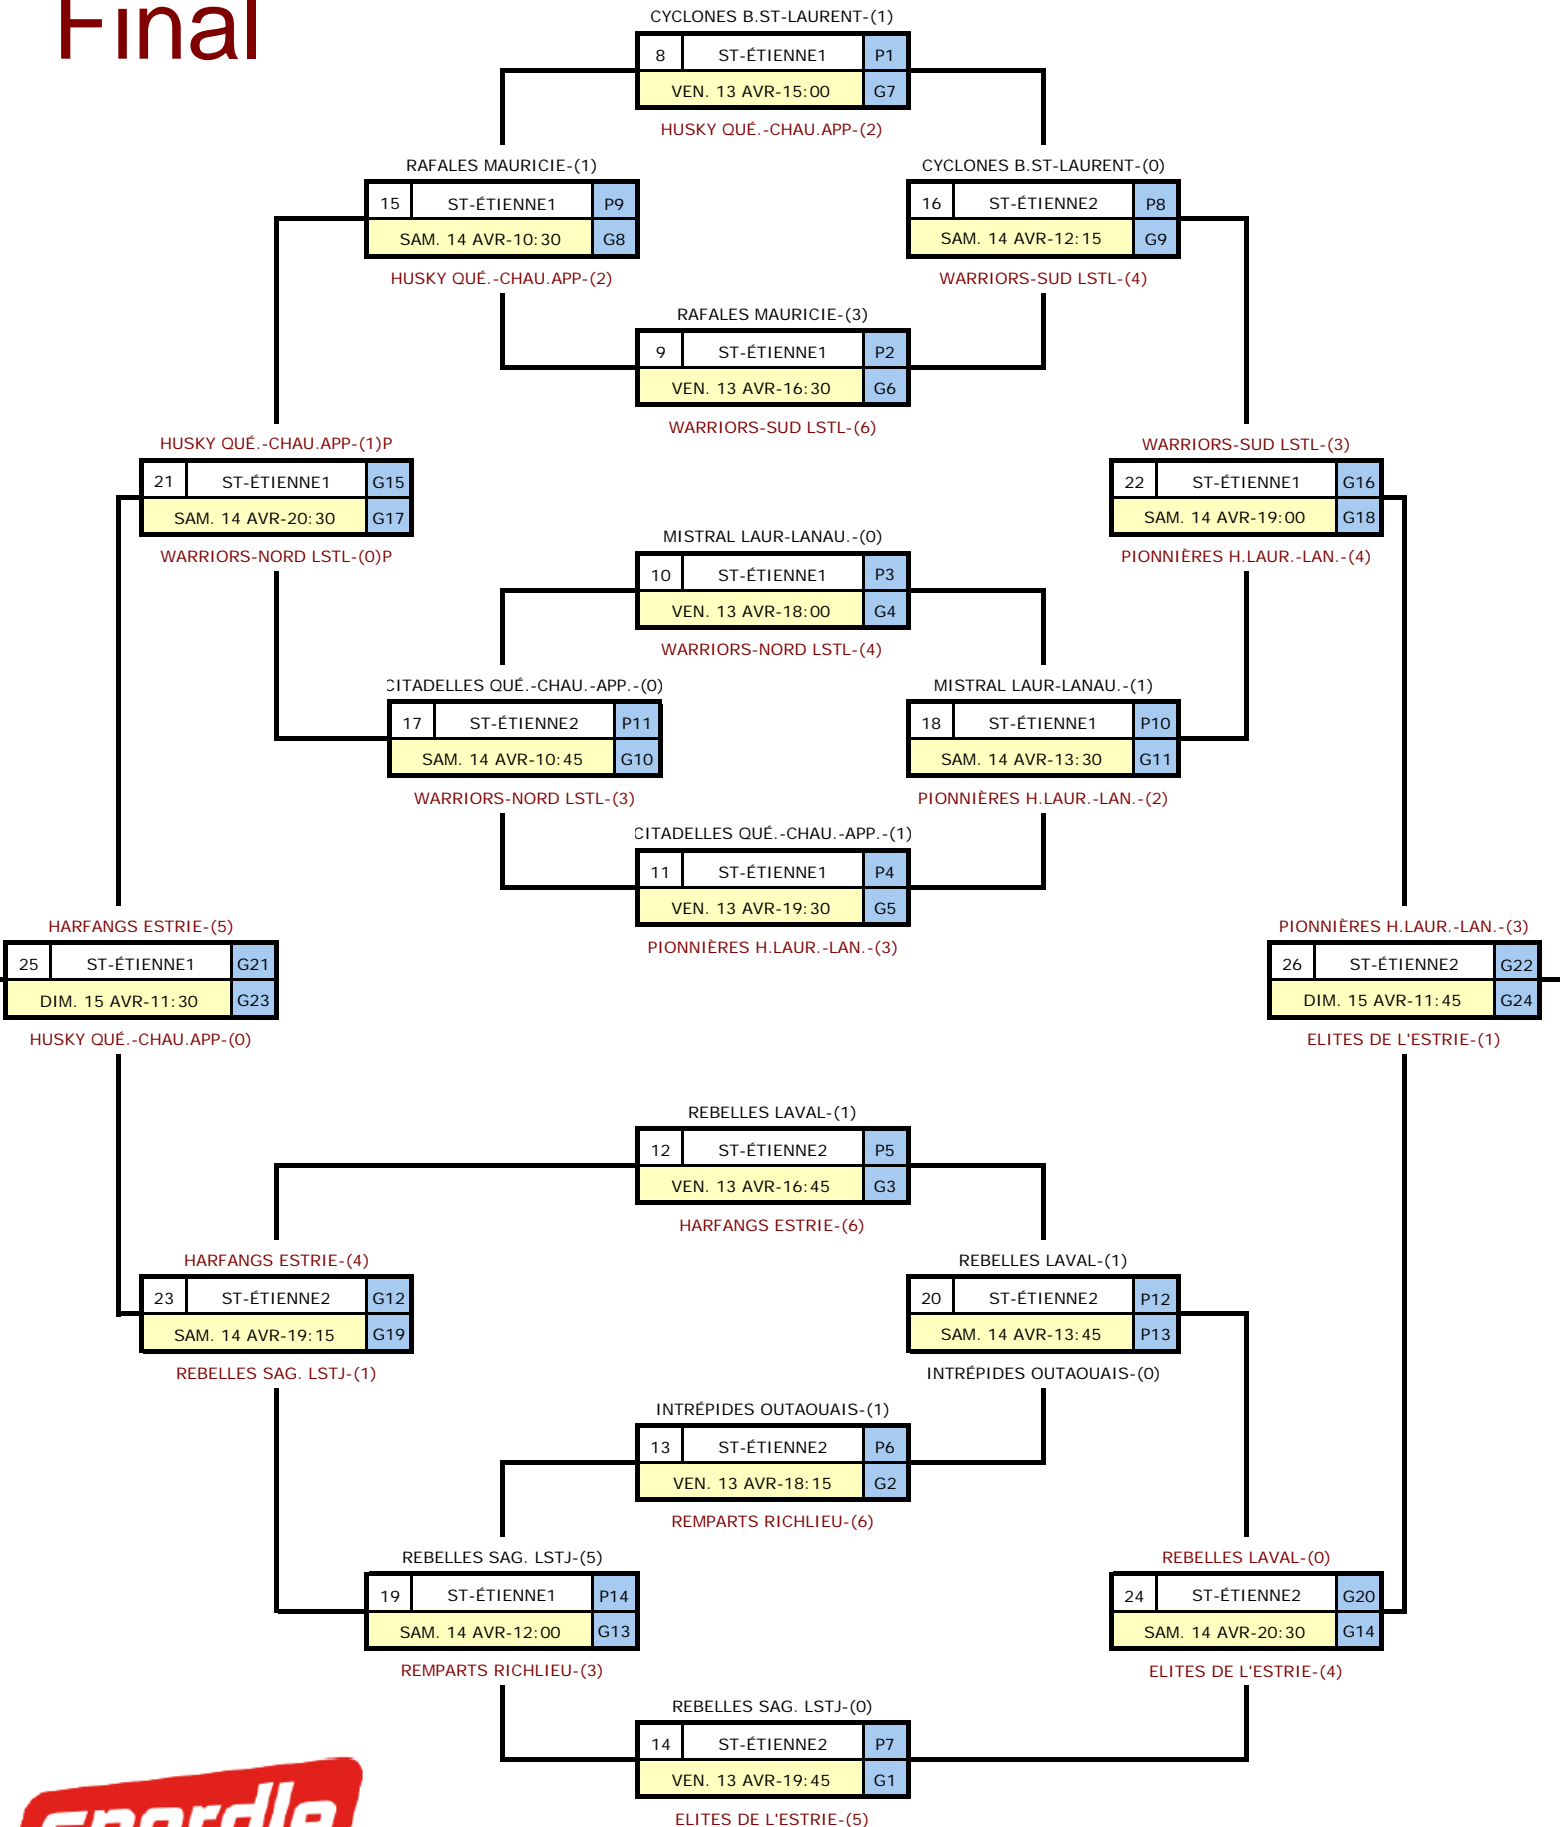 Final
CYCLONES B.ST-LAURENT-(1)
8 ST-ÉTIENNE1 P1
VEN. 13 AVR-15:00 G7
HUSKY QUÉ.-CHAU.APP-(2)
RAFALES MAURICIE-(1)
15 ST-ÉTIENNE1 P9
SAM. 14 AVR-10:30 G8
HUSKY QUÉ.-CHAU.APP-(2)
CYCLONES B.ST-LAURENT-(0)
16 ST-ÉTIENNE2 P8
SAM. 14 AVR-12:15 G9
WARRIORS-SUD LSTL-(4)
RAFALES MAURICIE-(3)
9 ST-ÉTIENNE1 P2
VEN. 13 AVR-16:30 G6
WARRIORS-SUD LSTL-(6)
HUSKY QUÉ.-CHAU.APP-(1)P
21 ST-ÉTIENNE1 G15
SAM. 14 AVR-20:30 G17
WARRIORS-NORD LSTL-(0)P
WARRIORS-SUD LSTL-(3)
22 ST-ÉTIENNE1 G16
SAM. 14 AVR-19:00 G18
PIONNIÈRES H.LAUR.-LAN.-(4)
MISTRAL LAUR-LANAU.-(0)
10 ST-ÉTIENNE1 P3
VEN. 13 AVR-18:00 G4
WARRIORS-NORD LSTL-(4)
CITADELLES QUÉ.-CHAU.-APP.-(0)
17 ST-ÉTIENNE2 P11
SAM. 14 AVR-10:45 G10
WARRIORS-NORD LSTL-(3)
MISTRAL LAUR-LANAU.-(1)
18 ST-ÉTIENNE1 P10
SAM. 14 AVR-13:30 G11
PIONNIÈRES H.LAUR.-LAN.-(2)
CITADELLES QUÉ.-CHAU.-APP.-(1)
11 ST-ÉTIENNE1 P4
VEN. 13 AVR-19:30 G5
PIONNIÈRES H.LAUR.-LAN.-(3)
HARFANGS ESTRIE-(5)
25 ST-ÉTIENNE1 G21
DIM. 15 AVR-11:30 G23
HUSKY QUÉ.-CHAU.APP-(0)
PIONNIÈRES H.LAUR.-LAN.-(3)
26 ST-ÉTIENNE2 G22
DIM. 15 AVR-11:45 G24
ELITES DE L'ESTRIE-(1)
REBELLES LAVAL-(1)
12 ST-ÉTIENNE2 P5
VEN. 13 AVR-16:45 G3
HARFANGS ESTRIE-(6)
HARFANGS ESTRIE-(4)
23 ST-ÉTIENNE2 G12
SAM. 14 AVR-19:15 G19
REBELLES SAG. LSTJ-(1)
REBELLES LAVAL-(1)
20 ST-ÉTIENNE2 P12
SAM. 14 AVR-13:45 P13
INTRÉPIDES OUTAOUAIS-(0)
INTRÉPIDES OUTAOUAIS-(1)
13 ST-ÉTIENNE2 P6
VEN. 13 AVR-18:15 G2
REMPARTS RICHLIEU-(6)
REBELLES SAG. LSTJ-(5)
19 ST-ÉTIENNE1 P14
SAM. 14 AVR-12:00 G13
REMPARTS RICHLIEU-(3)
REBELLES LAVAL-(0)
24 ST-ÉTIENNE2 G20
SAM. 14 AVR-20:30 G14
ELITES DE L'ESTRIE-(4)
REBELLES SAG. LSTJ-(0)
14 ST-ÉTIENNE2 P7
VEN. 13 AVR-19:45 G1
ELITES DE L'ESTRIE-(5)
spordle